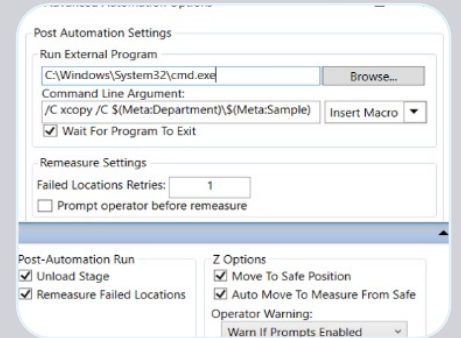 Advanced Automation Options
Post Automation Settings
Run External Program
C:\Windows\System32\cmd.exe
Browse...
Command Line Argument:
/C xcopy /C $(Meta:Department)\$(Meta:Sample)
Insert Macro
Wait For Program To Exit
Remeasure Settings
Failed Locations Retries:
1
Prompt operator before remeasure
Post-Automation Run
Unload Stage
Remeasure Failed Locations
Z Options
Move To Safe Position
Auto Move To Measure From Safe
Operator Warning:
Warn If Prompts Enabled